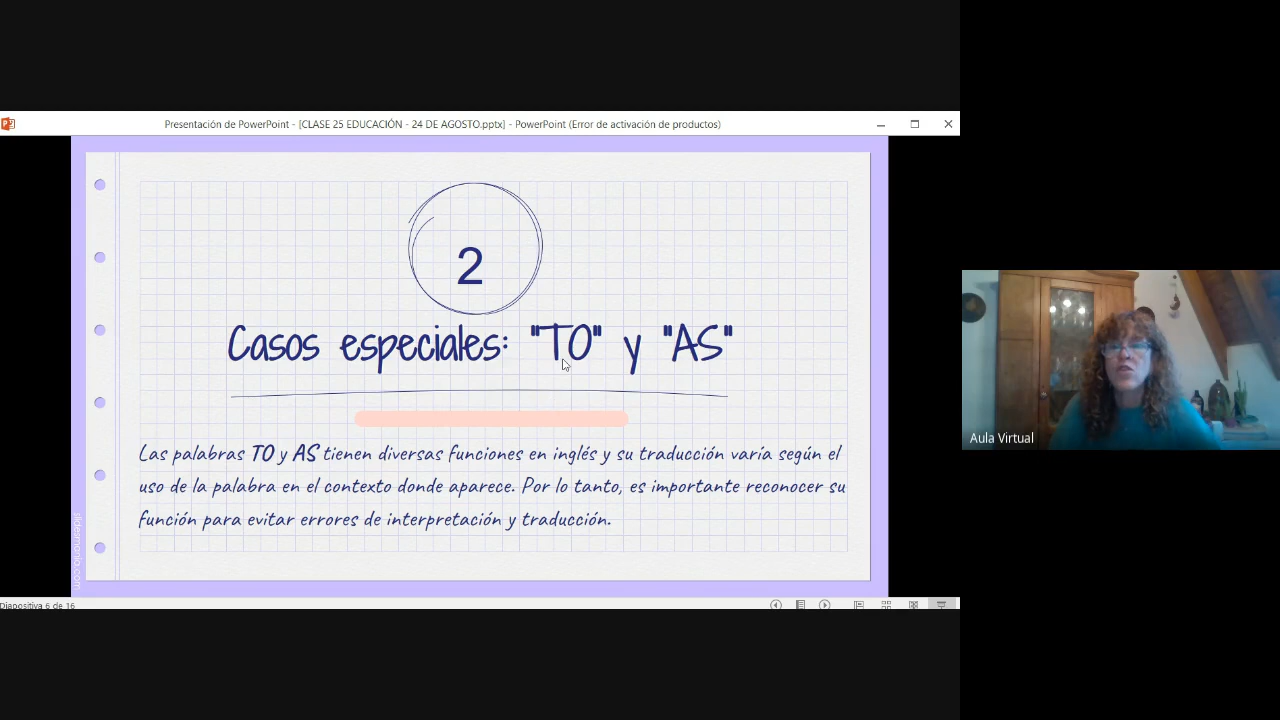 Presentación de PowerPoint - [CLASE 25 EDUCACIÓN - 24 DE AGOSTO.pptx] - PowerPoint (Error de activación de productos)
2
Casos especiales: "TO" y "AS"
Las palabras TO y AS tienen diversas funciones en inglés y su traducción varía según el
uso de la palabra en el contexto donde aparece. Por lo tanto, es importante reconocer su
función para evitar errores de interpretación y traducción.
slidesmania.com
Diapositiva 6 de 16
Aula Virtual